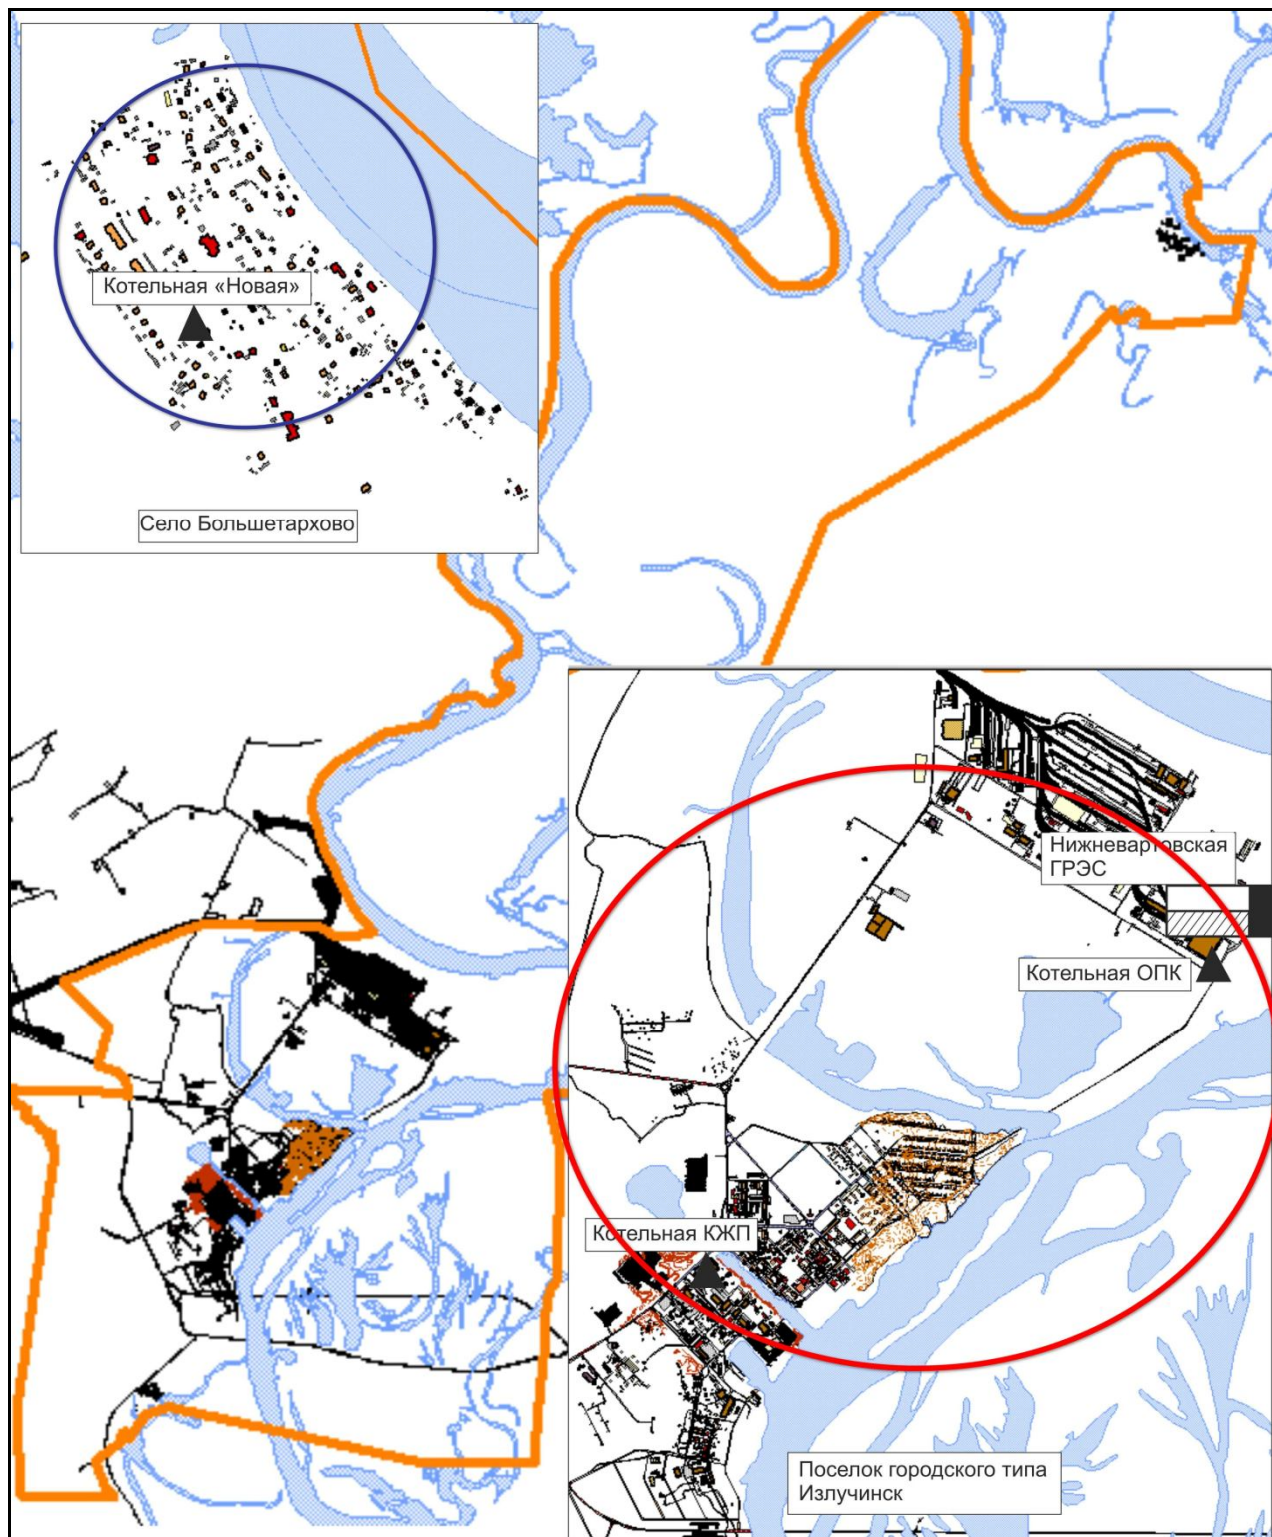 Котельная «Новая»
Село Большетархово
Нижневартовская
ГРЭС
Котельная ОПК
Котельная КЖП
Поселок городского типа
Излучинск